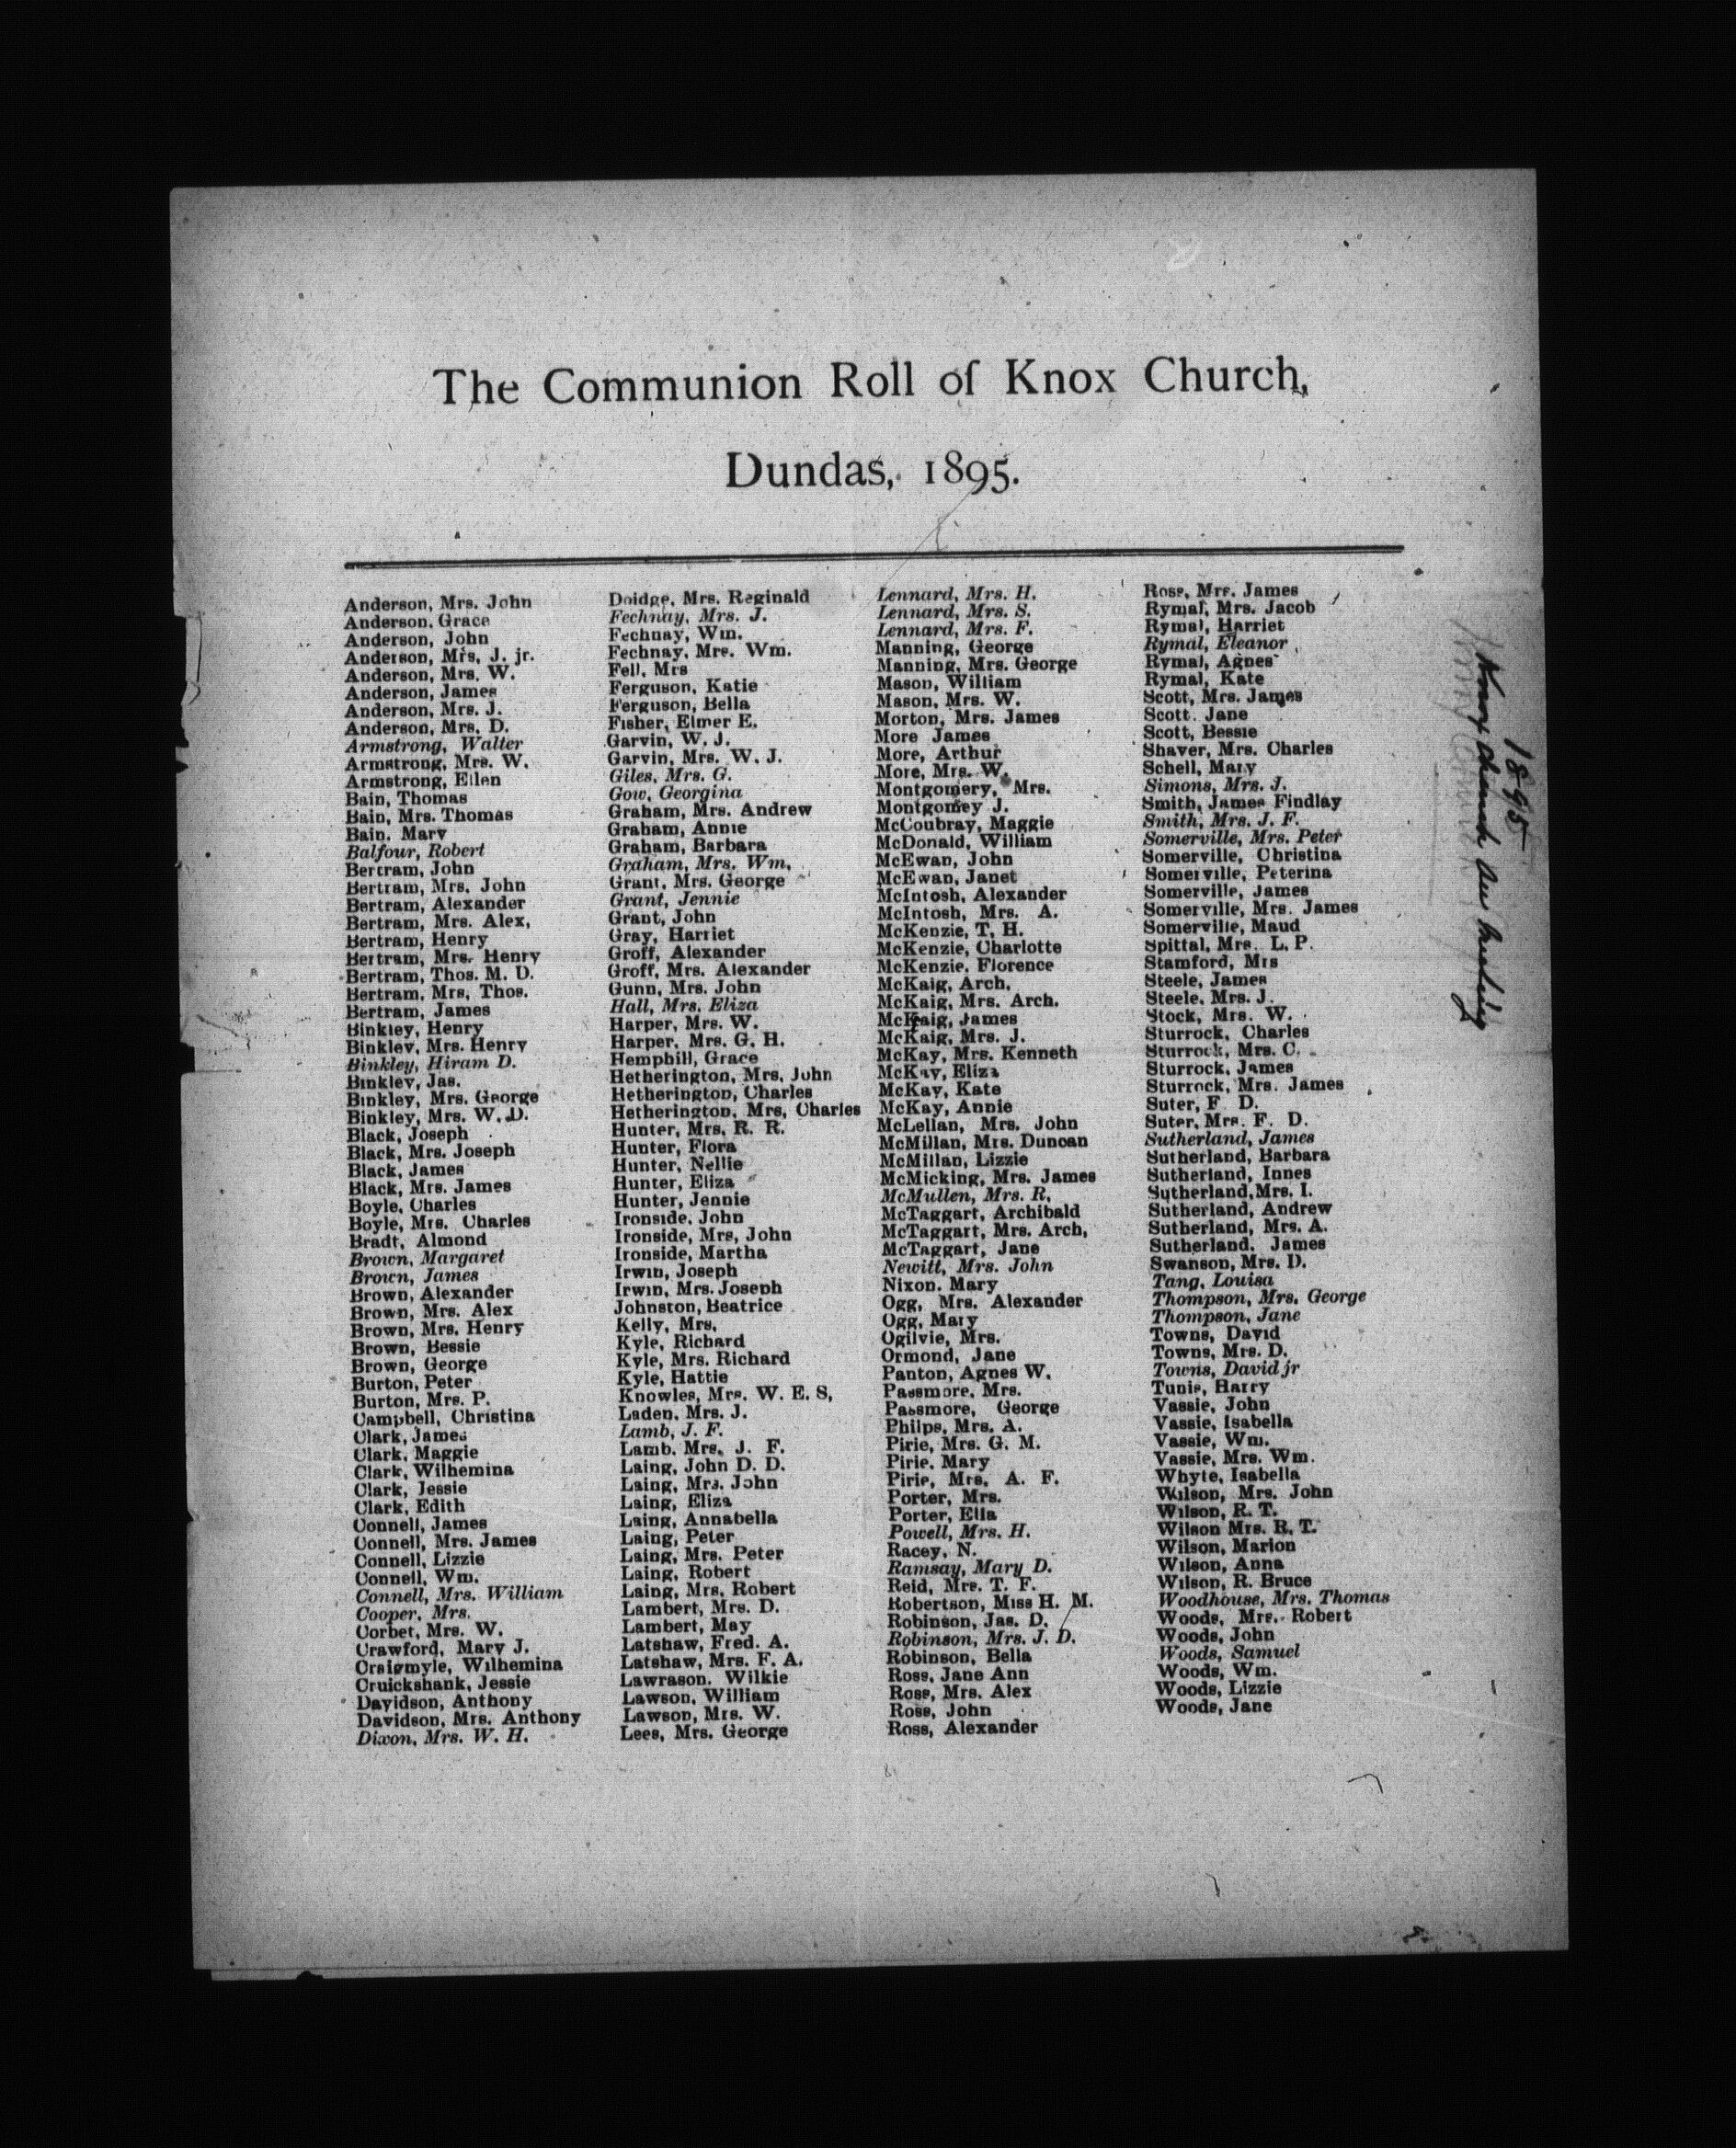 The Communion Roll of Knox Church,
Dundas, 1895.
Anderson, Mrs. John
Anderson, Grace
Anderson, John
Anderson, Mrs, J. jr.
Anderson, Mrs. W.
Anderson, James
Anderson, Mrs. J.
Anderson, Mrs. D.
Armstrong, Walter
Armstrong, Mrs. W.
Armstrong, Ellen
Bain, Thomas
Bain, Mrs. Thomas
Bain, Mary
Balfour, Robert
Bertram, John
Bertram, Mrs. John
Bertram, Alexander
Bertram, Mrs. Alex,
Bertram, Henry
Bertram, Mrs. Henry
Bertram, Thos. M. D.
Bertram, Mrs, Thos.
Bertram, James
Binkley, Henry
Binkley, Mrs. Henry
Binkley, Hiram D.
Binkley, Jas.
Binkley, Mrs. George
Binkley, Mrs. W. D.
Black, Joseph
Black, Mrs. Joseph
Black, James
Black, Mrs. James
Boyle, Charles
Boyle, Mrs. Charles
Bradt, Almond
Brown, Margaret
Brown, James
Brown, Alexander
Brown, Mrs. Alex
Brown, Mrs. Henry
Brown, Bessie
Brown, George
Burton, Peter
Burton, Mrs. P.
Campbell, Christina
Clark, James
Clark, Maggie
Clark, Wilhemina
Clark, Jessie
Clark, Edith
Connell, James
Connell, Mrs. James
Connell, Lizzie
Connell, Wm.
Connell, Mrs. William
Cooper, Mrs.
Corbet, Mrs. W.
Crawford, Mary J.
Craigmyle, Wilhemina
Cruickshank, Jessie
Davidson, Anthony
Davidson, Mrs. Anthony
Dixon, Mrs. W. H.
Doidge, Mrs. Reginald
Fechnay, Mrs. J.
Fechnay, Wm.
Fechnay, Mrs. Wm.
Fell, Mrs
Ferguson, Katie
Ferguson, Bella
Fisher, Elmer E.
Garvin, W. J.
Garvin, Mrs. W. J.
Giles, Mrs. G.
Gow, Georgina
Graham, Mrs. Andrew
Graham, Annie
Graham, Barbara
Graham, Mrs. Wm,
Grant, Mrs. George
Grant, Jennie
Grant, John
Gray, Harriet
Groff, Alexander
Groff, Mrs. Alexander
Gunn, Mrs. John
Hall, Mrs. Eliza
Harper, Mrs. W.
Harper, Mrs. G. H.
Hemphill, Grace
Hetherington, Mrs, John
Hetherington, Charles
Hetherington, Mrs, Charles
Hunter, Mrs. R. R.
Hunter, Flora
Hunter, Nellie
Hunter, Eliza
Hunter, Jennie
Ironside, John
Ironside, Mrs, John
Ironside, Martha
Irwin, Joseph
Irwin, Mrs. Joseph
Johnston, Beatrice
Kelly, Mrs,
Kyle, Richard
Kyle, Mrs. Richard
Kyle, Hattie
Knowles, Mrs. W. E. S,
Laden, Mrs. J.
Lamb, J. F.
Lamb, Mrs, J. F.
Laing, John D. D.
Laing, Mrs. John
Laing, Eliza
Laing, Annabella
Laing, Peter
Laing, Mrs. Peter
Laing, Robert
Laing, Mrs. Robert
Lambert, Mrs. D.
Lambert, May
Latshaw, Fred. A.
Latshaw, Mrs. F. A.
Lawrason, Wilkie
Lawson, William
Lawson, Mrs. W.
Lees, Mrs. George
Lennard, Mrs. H.
Lennard, Mrs. S.
Lennard, Mrs. F.
Manning, George
Manning, Mrs. George
Mason, William
Mason, Mrs. W.
Morton, Mrs. James
More James
More, Arthur
More, Mrs. W.
Montgomery, Mrs.
Montgomey J.
McCoubray, Maggie
McDonald, William
McEwan, John
McEwan, Janet
McIntosh, Alexander
McIntosh, Mrs. A.
McKenzie, T. H.
McKenzie, Charlotte
McKenzie, Florence
McKaig, Arch.
McKaig, Mrs. Arch.
McKaig, James
McKaig, Mrs. J.
McKay, Mrs. Kenneth
McKay, Eliza
McKay, Kate
McKay, Annie
McLellan, Mrs. John
McMillan, Mrs. Duncan
McMillan, Lizzie
McMicking, Mrs. James
McMullen, Mrs. R,
McTaggart, Archibald
McTaggart, Mrs. Arch,
McTaggart, Jane
Newitt, Mrs. John
Nixon, Mary
Ogg, Mrs. Alexander
Ogg, Mary
Ogilvie, Mrs.
Ormond, Jane
Panton, Agnes W.
Passmore, Mrs.
Passmore, George
Philps, Mrs. A.
Pirie, Mrs. G. M.
Pirie, Mary
Pirie, Mrs, A. F.
Porter, Mrs.
Porter, Ella
Powell, Mrs. H.
Racey, N.
Ramsay, Mary D.
Reid, Mrs. T. F.
Robertson, Miss H. M.
Robinson, Jas. D.
Robinson, Mrs. J. D.
Robinson, Bella
Ross, Jane Ann
Ross, Mrs. Alex
Ross, John
Ross, Alexander
Ross, Mrs. James
Rymal, Mrs. Jacob
Rymal, Harriet
Rymal, Eleanor
Rymal, Agnes
Rymal, Kate
Scott, Mrs. James
Scott. Jane
Scott, Bessie
Shaver, Mrs. Charles
Schell, Mary
Simons, Mrs. J.
Smith, James Findlay
Smith, Mrs. J. F.
Somerville, Mrs. Peter
Somerville, Christina
Somerville, Peterina
Somerville, James
Somerville, Mrs. James
Somerville, Maud
Spittal, Mrs. L. P.
Stamford, Mrs
Steele, James
Steele, Mrs. J.
Stock, Mrs. W.
Sturrock, Charles
Sturrock, Mrs. C.
Sturrock, James
Sturrock, Mrs. James
Suter, F. D.
Suter, Mrs. F. D.
Sutherland, James
Sutherland, Barbara
Sutherland, Innes
Sutherland, Mrs. I.
Sutherland, Andrew
Sutherland, Mrs. A.
Sutherland, James
Swanson, Mrs. D.
Tang, Louisa
Thompson, Mrs. George
Thompson, Jane
Towns, David
Towns, Mrs. D.
Towns, David jr
Tunis, Harry
Vassie, John
Vassie, Isabella
Vassie, Wm.
Vassie, Mrs. Wm.
Whyte, Isabella
Wilson, Mrs. John
Wilson, R. T.
Wilson Mrs. R. T.
Wilson, Marion
Wilson, Anna
Wilson, R. Bruce
Woodhouse, Mrs. Thomas
Woods, Mrs. Robert
Woods, John
Woods, Samuel
Woods, Wm.
Woods, Lizzie
Woods, Jane
1895
Knox church